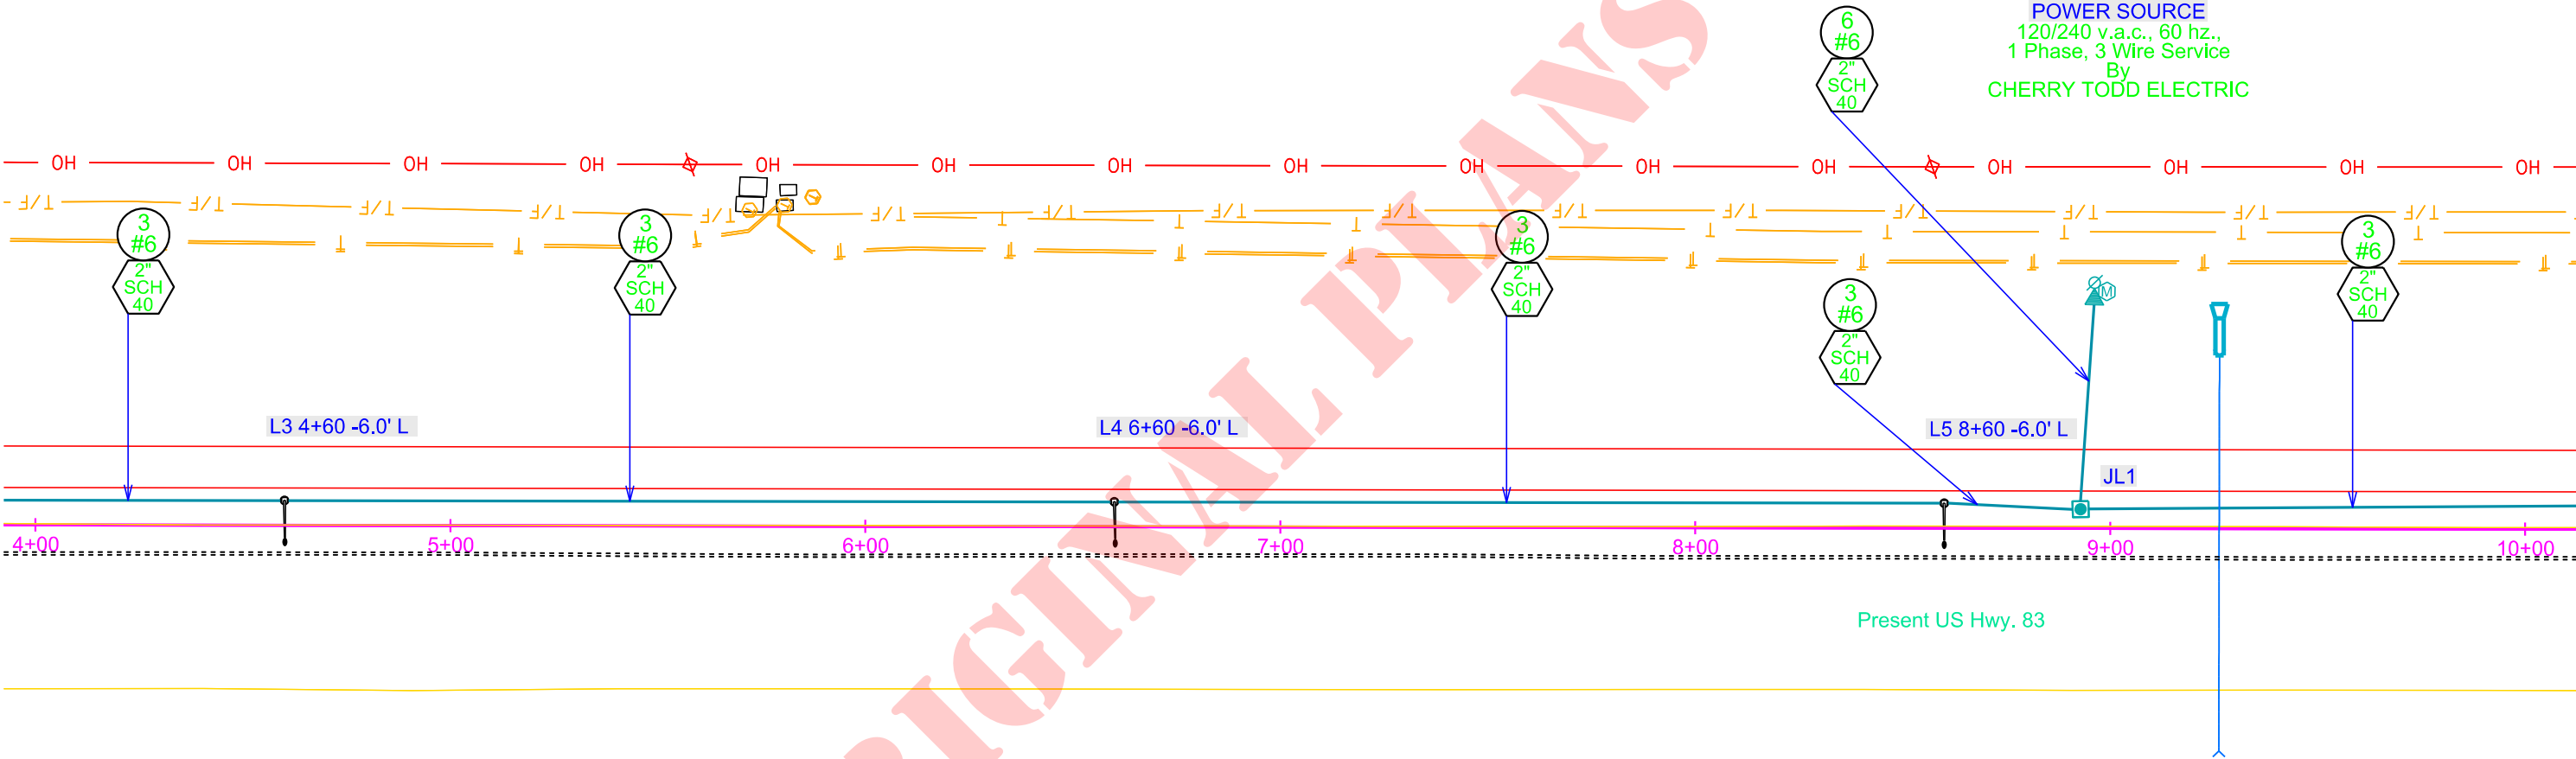 POWER SOURCE
120/240 v.a.c., 60 hz.,
1 Phase, 3 Wire Service
By
CHERRY TODD ELECTRIC
6
#6
2"
SCH
40
OH OH OH OH OH OH OH OH OH OH OH OH OH OH OH
T/F T/F T/F T/F T/F T/F T/F T/F T/F T/F T/F T/F T/F T/F T/F
T T T T T T T T T
T T T T T T T T T T T T T T
3
#6
2"
SCH
40
3
#6
2"
SCH
40
3
#6
2"
SCH
40
3
#6
2"
SCH
40
3
#6
2"
SCH
40
M
L3 4+60 -6.0' L
L4 6+60 -6.0' L
L5 8+60 -6.0' L
JL1
4+00 5+00 6+00 7+00 8+00 9+00 10+00
Present US Hwy. 83
RIGINAL PLANS